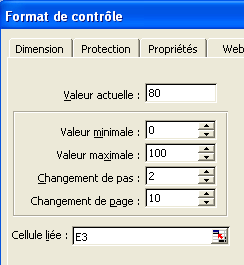 Format de contrôle
Dimension Protection Propriétés Web
Valeur actuelle : 80
Valeur minimale : 0
Valeur maximale : 100
Changement de pas : 2
Changement de page : 10
Cellule liée : E3